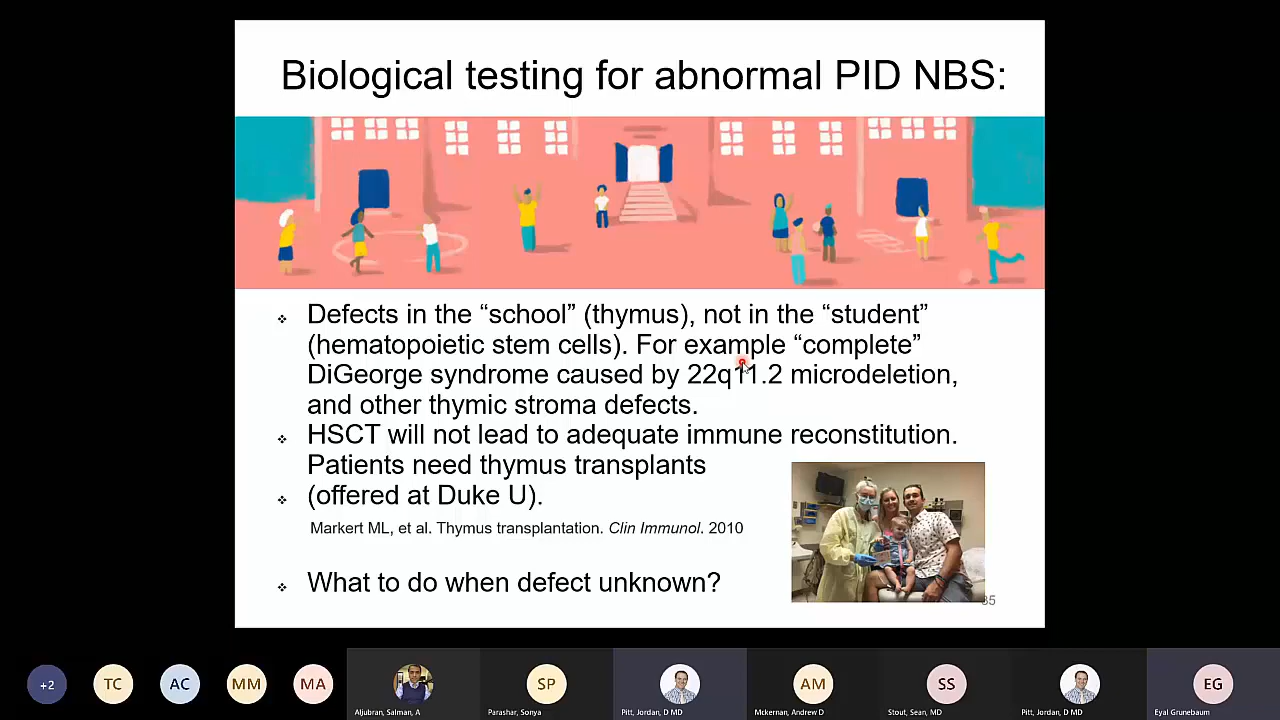 Biological testing for abnormal PID NBS:
Defects in the “school” (thymus), not in the “student”
(hematopoietic stem cells). For example “complete”
DiGeorge syndrome caused by 22q11.2 microdeletion,
and other thymic stroma defects.
HSCT will not lead to adequate immune reconstitution.
Patients need thymus transplants
(offered at Duke U).
Markert ML, et al. Thymus transplantation. Clin Immunol. 2010
What to do when defect unknown?
35
+2
TC
AC
MM
MA
SP
AM
SS
EG
Aljubran, Salman, A
Parashar, Sonya
Pitt, Jordan, D MD
Mckernan, Andrew D
Stout, Sean, MD
Pitt, Jordan, D MD
Eyal Grunebaum